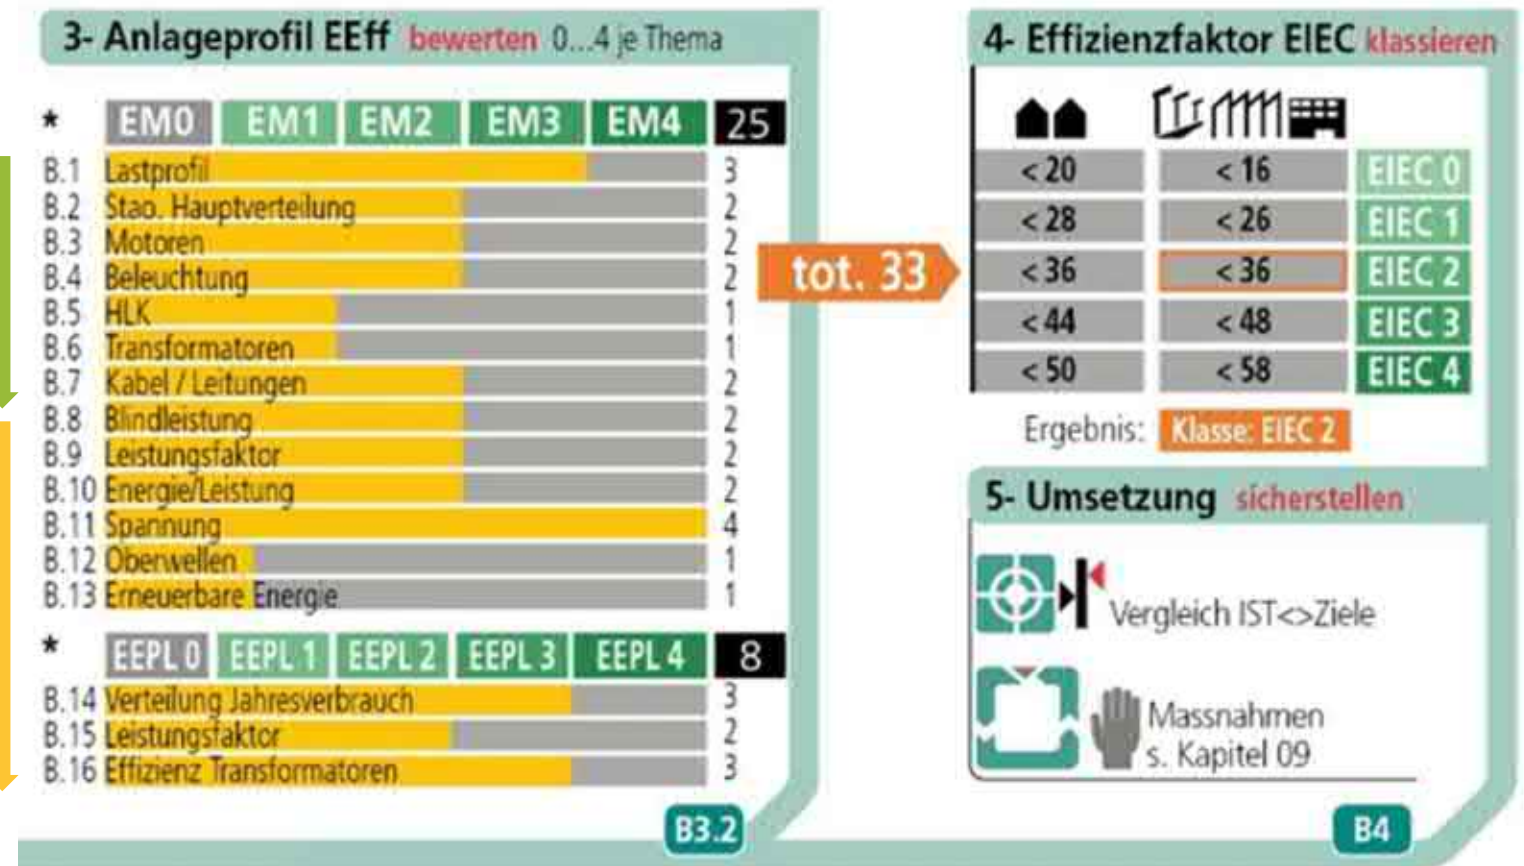 3- Anlageprofil EEff bewerten 0...4 je Thema
* EM0 EM1 EM2 EM3 EM4 25
B.1 Lastprofil 3
B.2 Stao. Hauptverteilung 2
B.3 Motoren 2
B.4 Beleuchtung 2
B.5 HLK 1
B.6 Transformatoren 1
B.7 Kabel / Leitungen 2
B.8 Blindleistung 2
B.9 Leistungsfaktor 2
B.10 Energie/Leistung 2
B.11 Spannung 4
B.12 Oberwellen 1
B.13 Erneuerbare Energie 1
* EEPL 0 EEPL 1 EEPL 2 EEPL 3 EEPL 4 8
B.14 Verteilung Jahresverbrauch 3
B.15 Leistungsfaktor 2
B.16 Effizienz Transformatoren 3
B3.2
tot. 33
4- Effizienzfaktor EIEC klassieren
< 20 < 16 EIEC 0
< 28 < 26 EIEC 1
< 36 < 36 EIEC 2
< 44 < 48 EIEC 3
< 50 < 58 EIEC 4
Ergebnis: Klasse: EIEC 2
5- Umsetzung sicherstellen
Vergleich IST<>Ziele
Massnahmen
s. Kapitel 09
B4